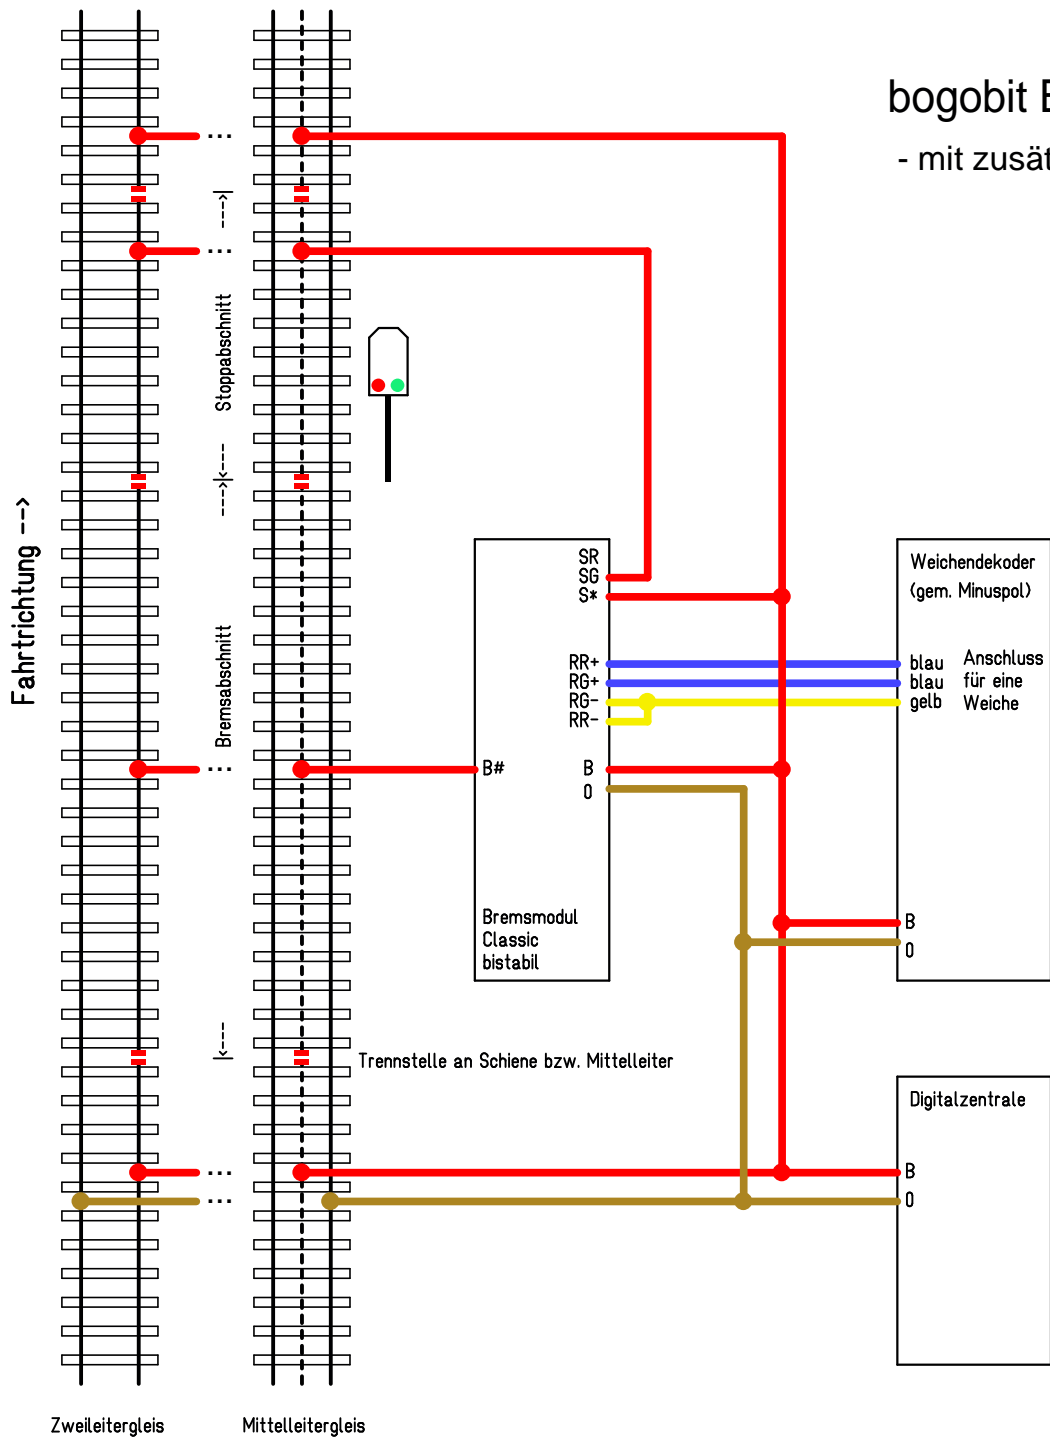 bogobit
- mit
Stoppabschnitt
Fahrtrichtung -->
Bremsabschnitt
SR
SG
S*
RR+
RG+
RG-
RR-
B#
B
0
Bremsmodul
Classic
bistabil
Weichendekoder
(gem. Minuspol)
blau
blau
gelb
Anschluss
für eine
Weiche
B
0
Trennstelle an Schiene bzw. Mittelleiter
Digitalzentrale
B
0
Zweileitergleis
Mittelleitergleis